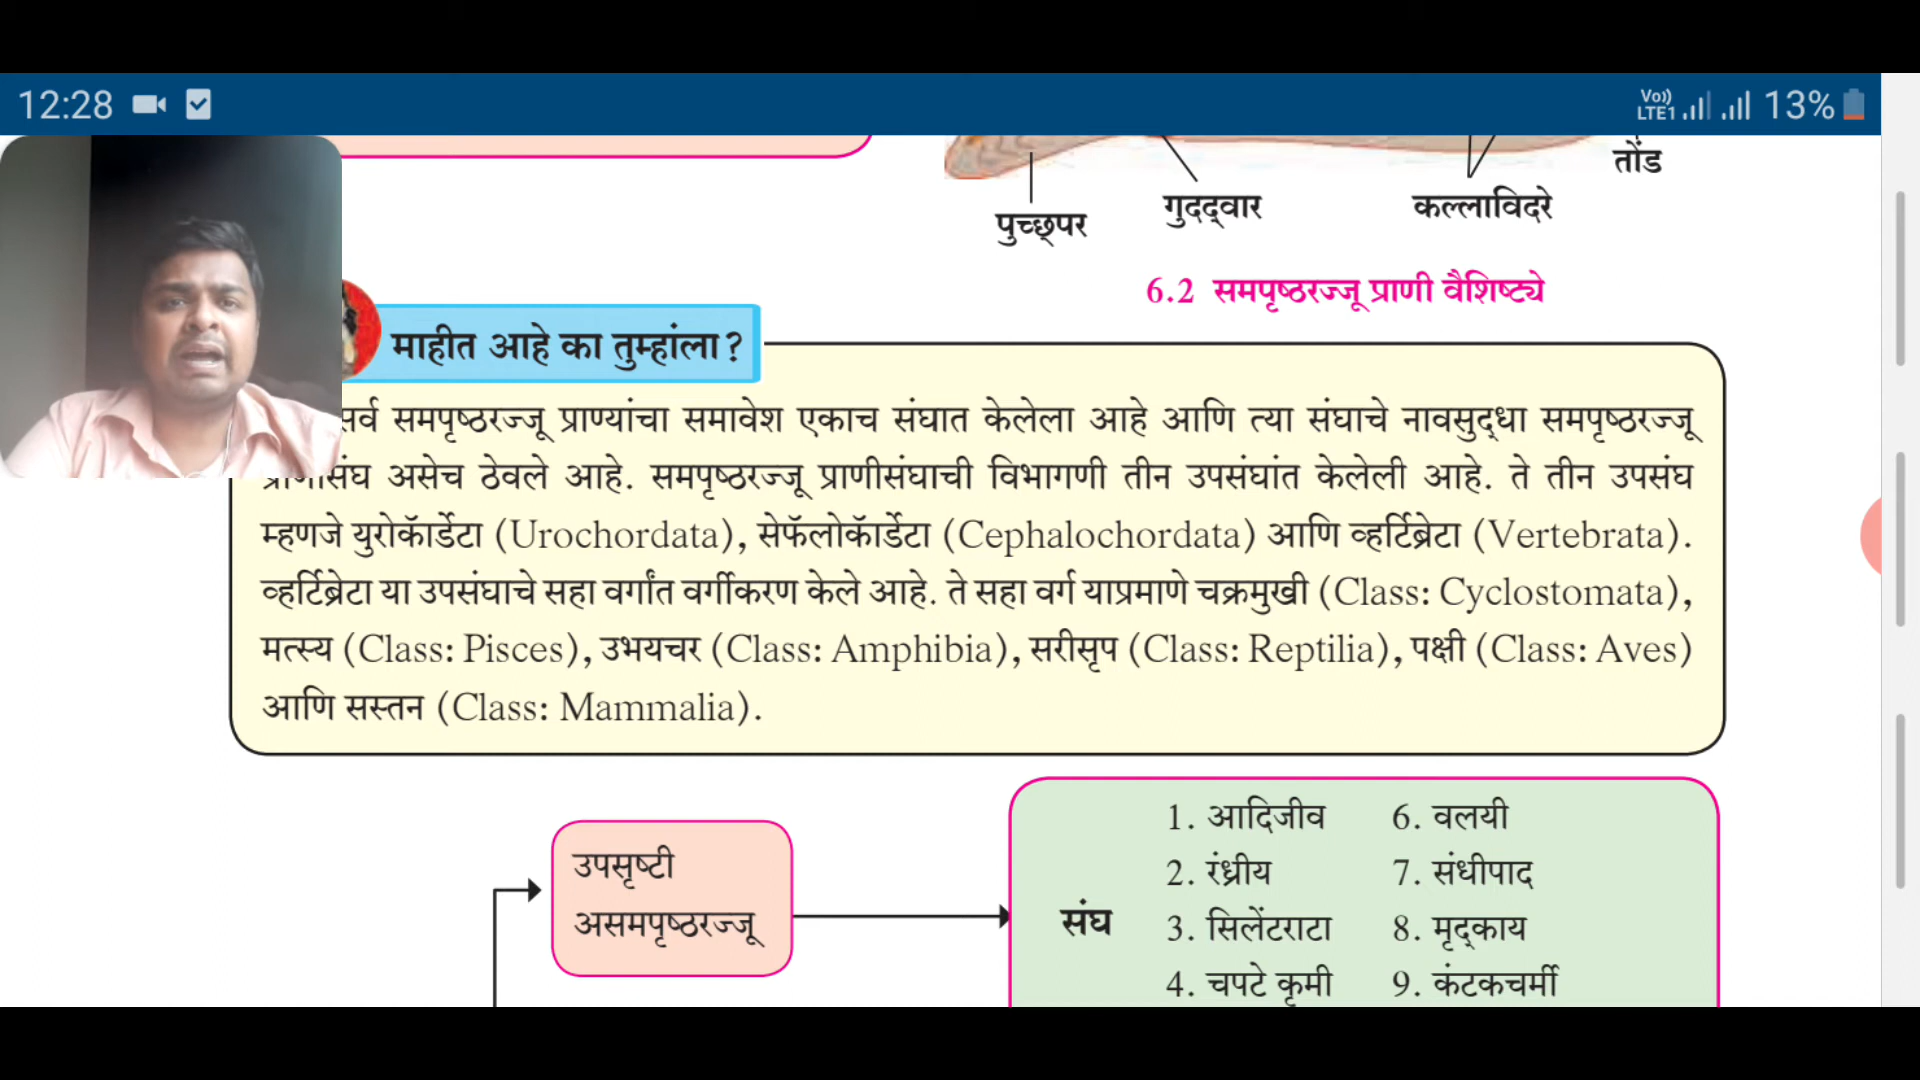 12:28
Vo)) LTE1 13%
तोंड
गुदद्वार
कल्लाविदरे
पुच्छ्पर
6.2 समपृष्ठरज्जू प्राणी वैशिष्ट्ये
माहीत आहे का तुम्हांला?
सर्व समपृष्ठरज्जू प्राण्यांचा समावेश एकाच संघात केलेला आहे आणि त्या संघाचे नावसुद्धा समपृष्ठरज्जू
प्राणीसंघ असेच ठेवले आहे. समपृष्ठरज्जू प्राणीसंघाची विभागणी तीन उपसंघांत केलेली आहे. ते तीन उपसंघ
म्हणजे युरोकॉर्डेटा (Urochordata), सेफॅलोकॉर्डेटा (Cephalochordata) आणि व्हर्टिब्रेटा (Vertebrata).
व्हर्टिब्रेटा या उपसंघाचे सहा वर्गांत वर्गीकरण केले आहे. ते सहा वर्ग याप्रमाणे चक्रमुखी (Class: Cyclostomata),
मत्स्य (Class: Pisces), उभयचर (Class: Amphibia), सरीसृप (Class: Reptilia), पक्षी (Class: Aves)
आणि सस्तन (Class: Mammalia).
उपसृष्टी
असमपृष्ठरज्जू
संघ
1. आदिजीव
2. रंध्रीय
3. सिलेंटराटा
4. चपटे कृमी
6. वलयी
7. संधीपाद
8. मृद्काय
9. कंटकचर्मी